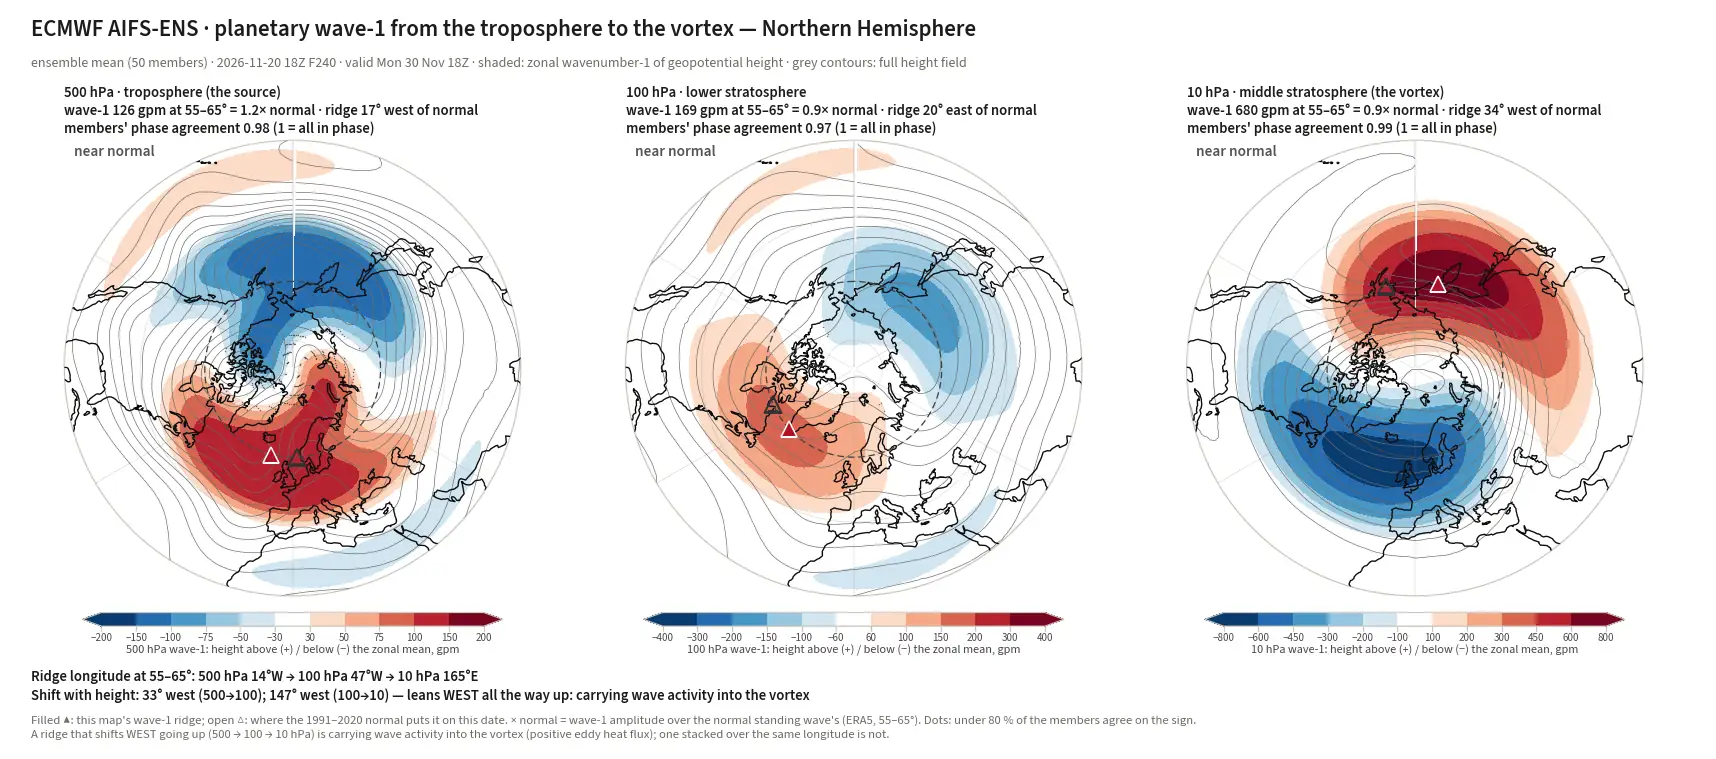 ECMWF AIFS-ENS · planetary wave-1 from the troposphere to the vortex — Northern Hemisphere
ensemble mean (50 members) · 2026-11-20 18Z F240 · valid Mon 30 Nov 18Z · shaded: zonal wavenumber-1 of geopotential height · grey contours: full height field
500 hPa · troposphere (the source)
wave-1 126 gpm at 55–65° = 1.2× normal · ridge 17° west of normal
members' phase agreement 0.98 (1 = all in phase)
near normal
100 hPa · lower stratosphere
wave-1 169 gpm at 55–65° = 0.9× normal · ridge 20° east of normal
members' phase agreement 0.97 (1 = all in phase)
near normal
10 hPa · middle stratosphere (the vortex)
wave-1 680 gpm at 55–65° = 0.9× normal · ridge 34° west of normal
members' phase agreement 0.99 (1 = all in phase)
near normal
−200 −150 −100 −75 −50 −30 30 50 75 100 150 200
500 hPa wave-1: height above (+) / below (−) the zonal mean, gpm
−400 −300 −200 −150 −100 −60 60 100 150 200 300 400
100 hPa wave-1: height above (+) / below (−) the zonal mean, gpm
−800 −600 −450 −300 −200 −100 100 200 300 450 600 800
10 hPa wave-1: height above (+) / below (−) the zonal mean, gpm
Ridge longitude at 55–65°: 500 hPa 14°W → 100 hPa 47°W → 10 hPa 165°E
Shift with height: 33° west (500→100); 147° west (100→10) — leans WEST all the way up: carrying wave activity into the vortex
Filled ▲: this map's wave-1 ridge; open △: where the 1991–2020 normal puts it on this date. × normal = wave-1 amplitude over the normal standing wave's (ERA5, 55–65°). Dots: under 80 % of the members agree on the sign.
A ridge that shifts WEST going up (500 → 100 → 10 hPa) is carrying wave activity into the vortex (positive eddy heat flux); one stacked over the same longitude is not.